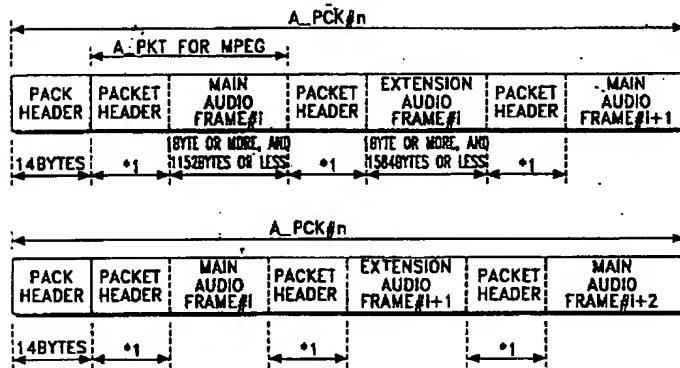 A_PCK#n
A_PKT FOR MPEG
PACK HEADER
PACKET HEADER
MAIN AUDIO FRAME#i
PACKET HEADER
EXTENSION AUDIO FRAME#i
PACKET HEADER
MAIN AUDIO FRAME#i+1
14BYTES
*1
1BYTE OR MORE, AND
1152BYTES OR LESS
*1
1BYTE OR MORE, AND
1584BYTES OR LESS
*1
A_PCK#n
PACK HEADER
PACKET HEADER
MAIN AUDIO FRAME#i
PACKET HEADER
EXTENSION AUDIO FRAME#i+1
PACKET HEADER
MAIN AUDIO FRAME#i+2
14BYTES
*1
*1
*1